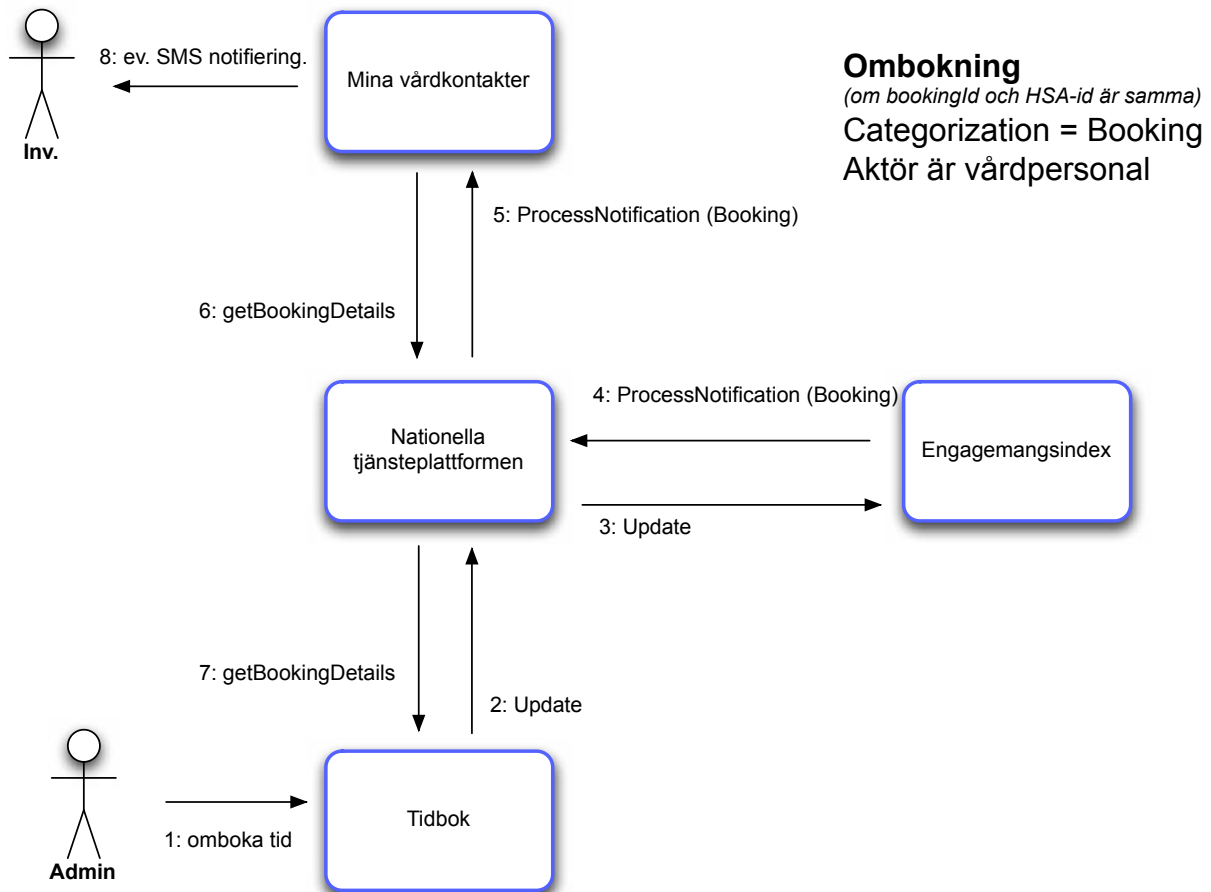 8: ev. SMS notifiering.
Mina vårdkontakter
Inv.
Ombokning
(om bookingId och HSA-id är samma)
Categorization = Booking
Aktör är vårdpersonal
5: ProcessNotification (Booking)
6: getBookingDetails
4: ProcessNotification (Booking)
Nationella
tjänsteplattformen
Engagemangsindex
3: Update
7: getBookingDetails
2: Update
Tidbok
1: omboka tid
Admin